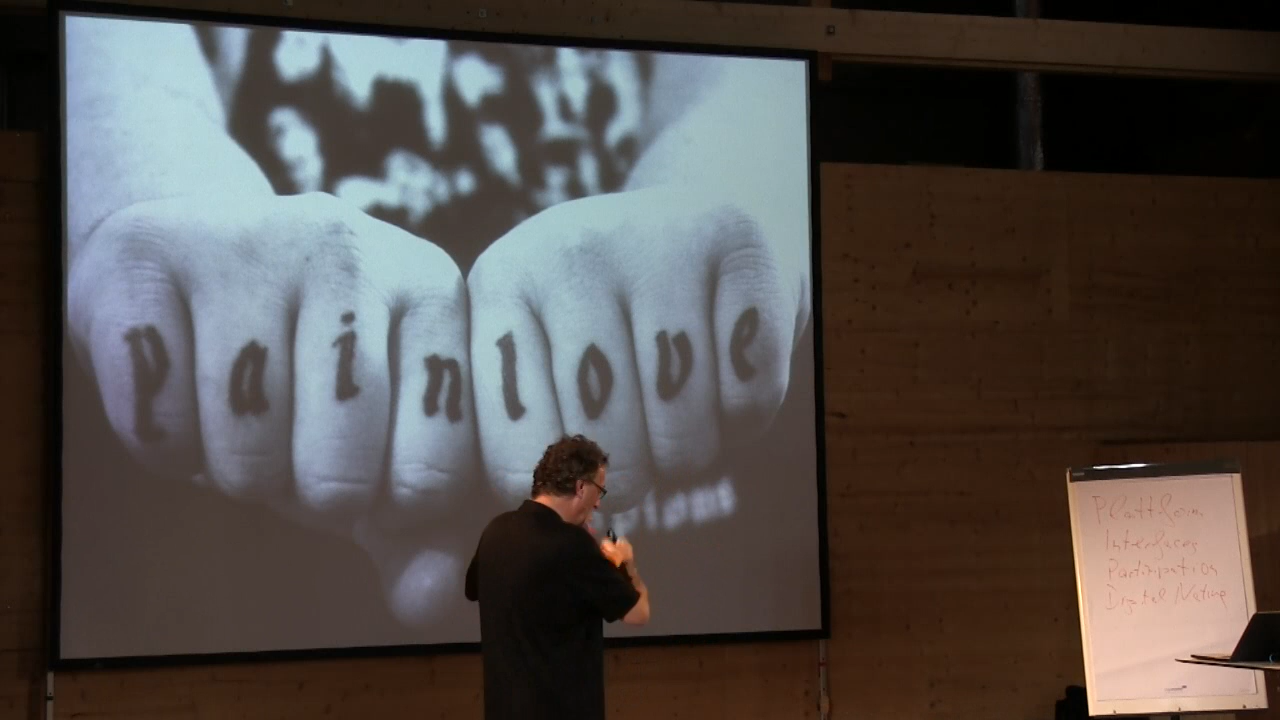 pain love
Plattform
Interfaces
Partizipation
Digital Native